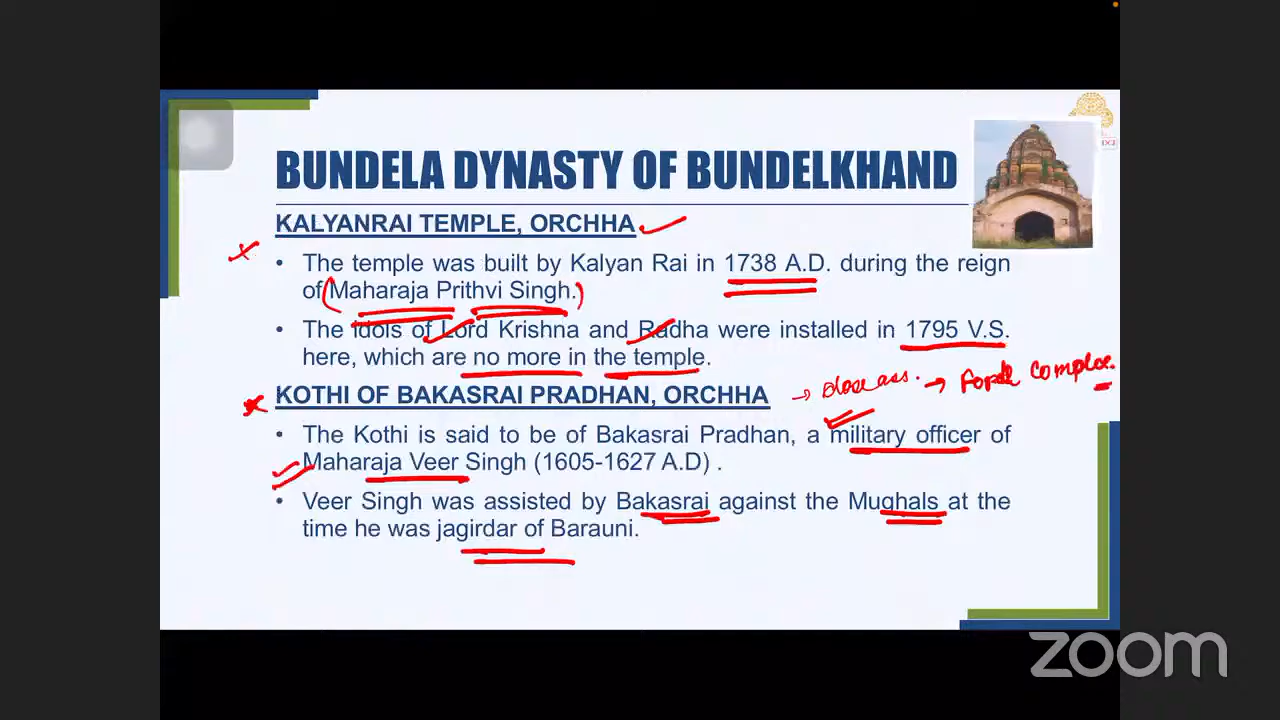 BUNDELA DYNASTY OF BUNDELKHAND
KALYANRAI TEMPLE, ORCHHA
• The temple was built by Kalyan Rai in 1738 A.D. during the reign
of Maharaja Prithvi Singh.
• The idols of Lord Krishna and Radha were installed in 1795 V.S.
here, which are no more in the temple.
KOTHI OF BAKASRAI PRADHAN, ORCHHA
→ close ass. → Fort comple
• The Kothi is said to be of Bakasrai Pradhan, a military officer of
Maharaja Veer Singh (1605-1627 A.D) .
• Veer Singh was assisted by Bakasrai against the Mughals at the
time he was jagirdar of Barauni.
zoom